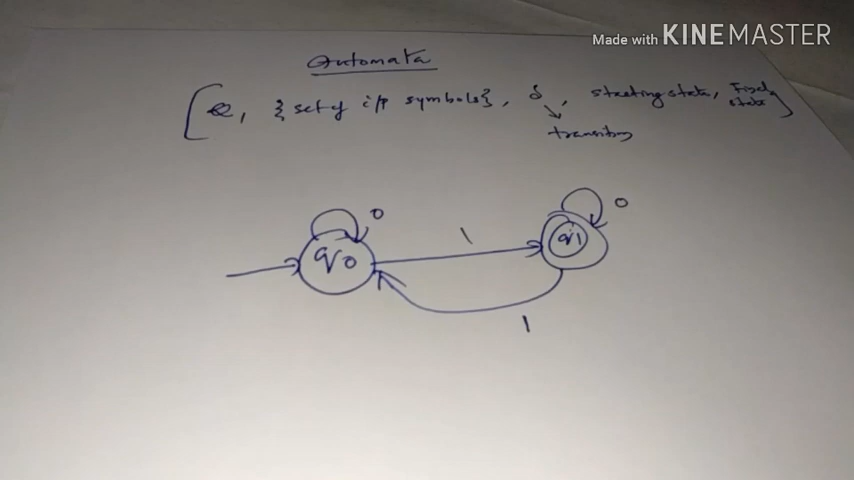 Made with KINEMASTER
Automata
[Q, {set of i/p symbols}, δ, starting state, Final state]
transition
0
0
1
q0
q1
1